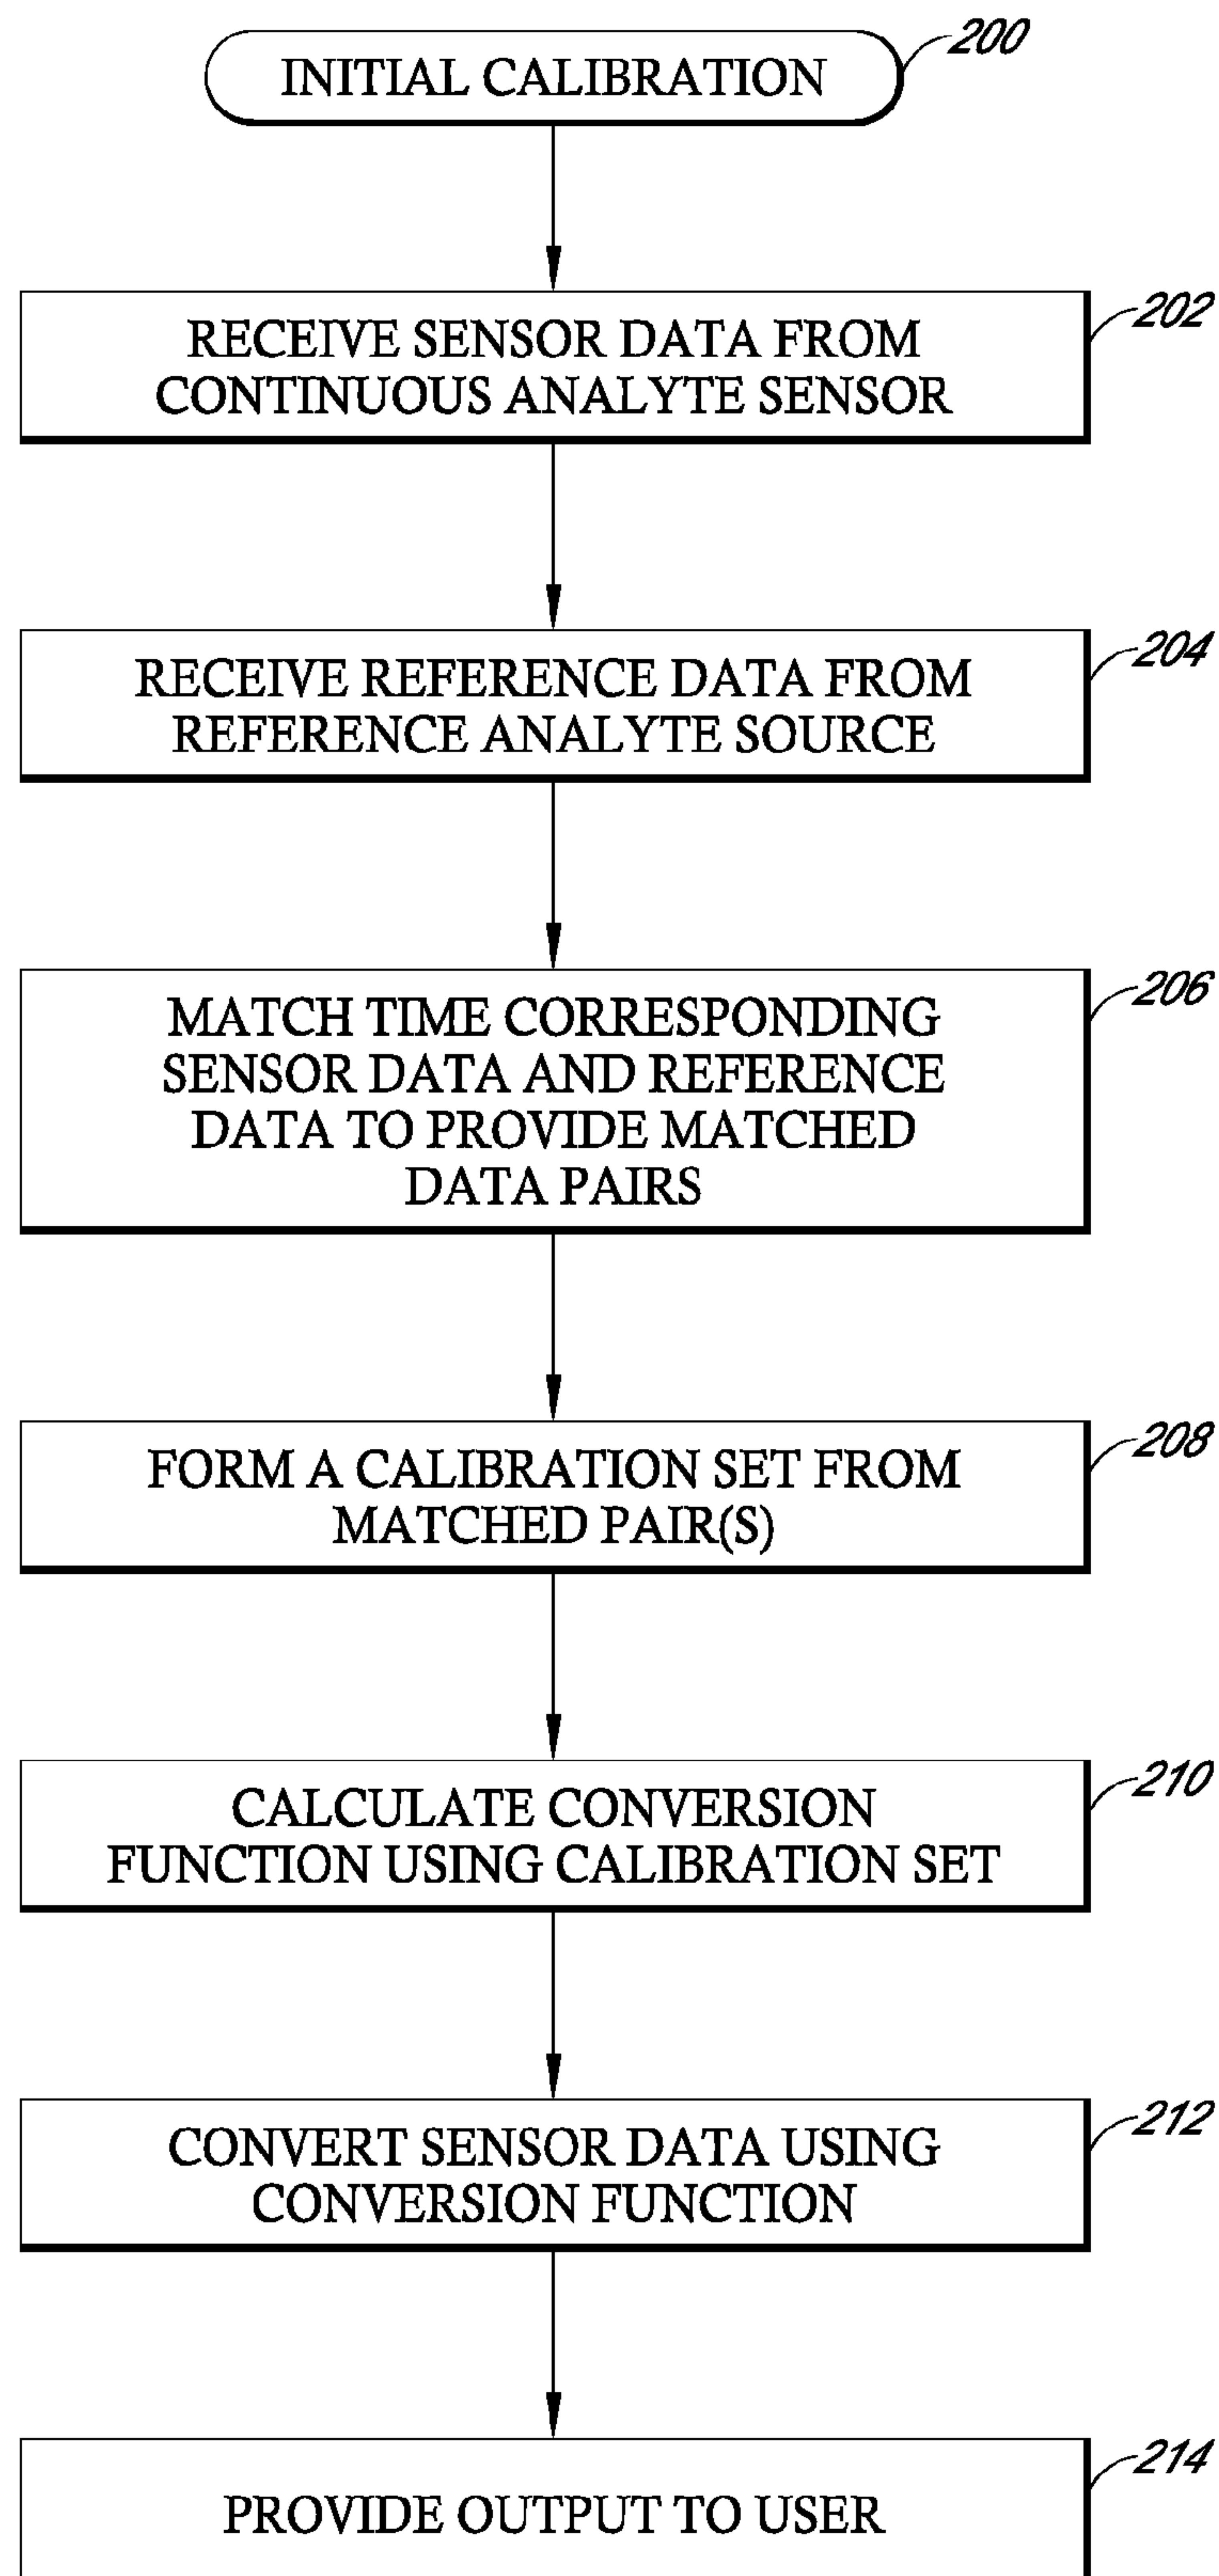 INITIAL CALIBRATION
200
RECEIVE SENSOR DATA FROM
CONTINUOUS ANALYTE SENSOR
202
RECEIVE REFERENCE DATA FROM
REFERENCE ANALYTE SOURCE
204
MATCH TIME CORRESPONDING
SENSOR DATA AND REFERENCE
DATA TO PROVIDE MATCHED
DATA PAIRS
206
FORM A CALIBRATION SET FROM
MATCHED PAIR(S)
208
CALCULATE CONVERSION
FUNCTION USING CALIBRATION SET
210
CONVERT SENSOR DATA USING
CONVERSION FUNCTION
212
PROVIDE OUTPUT TO USER
214